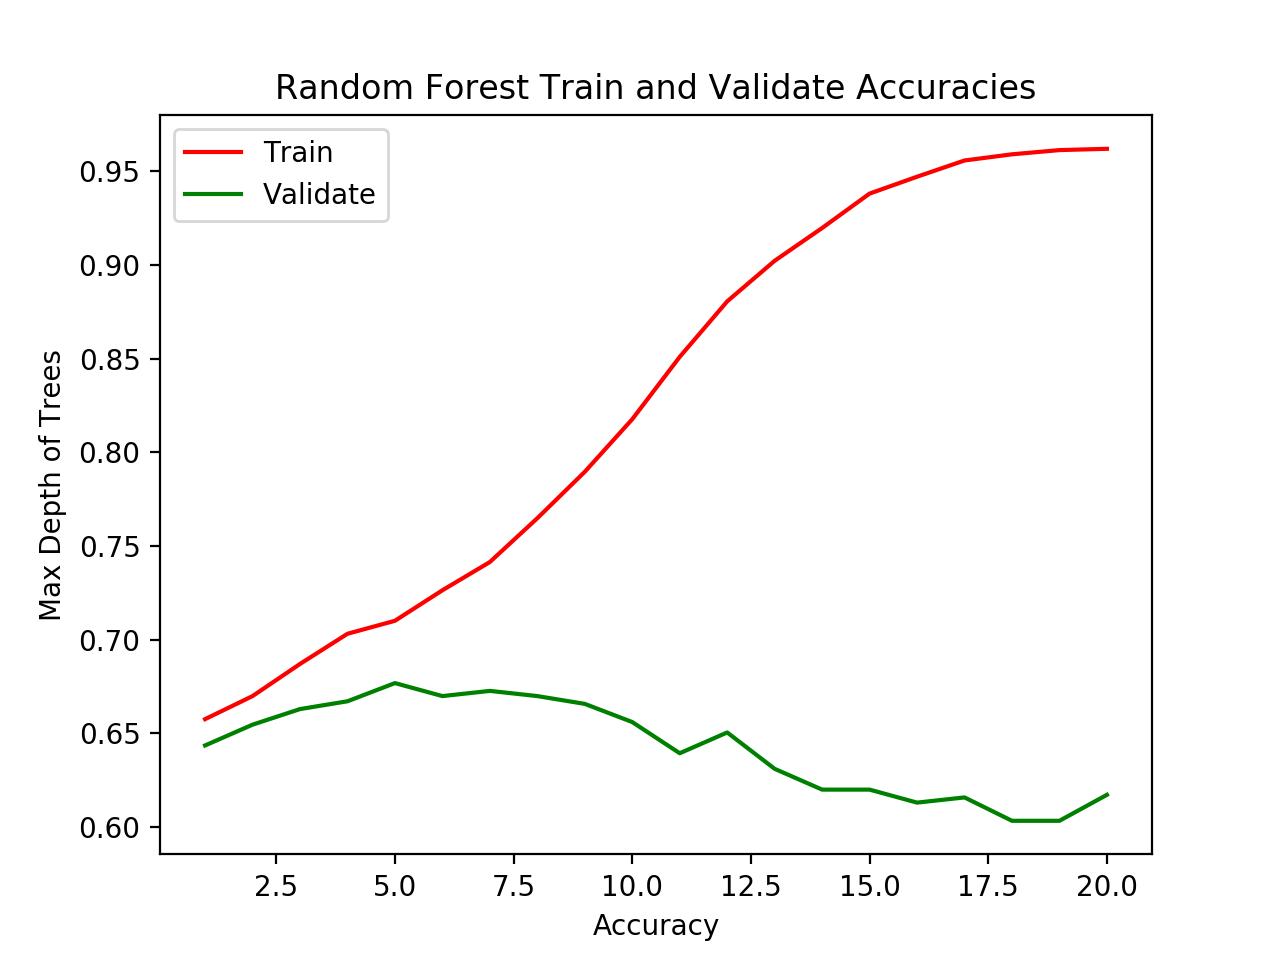 Random Forest Train and Validate Accuracies
Train
Validate
0.95
0.90
0.85
0.80
0.75
0.70
0.65
0.60
Max Depth of Trees
2.5 5.0 7.5 10.0 12.5 15.0 17.5 20.0
Accuracy